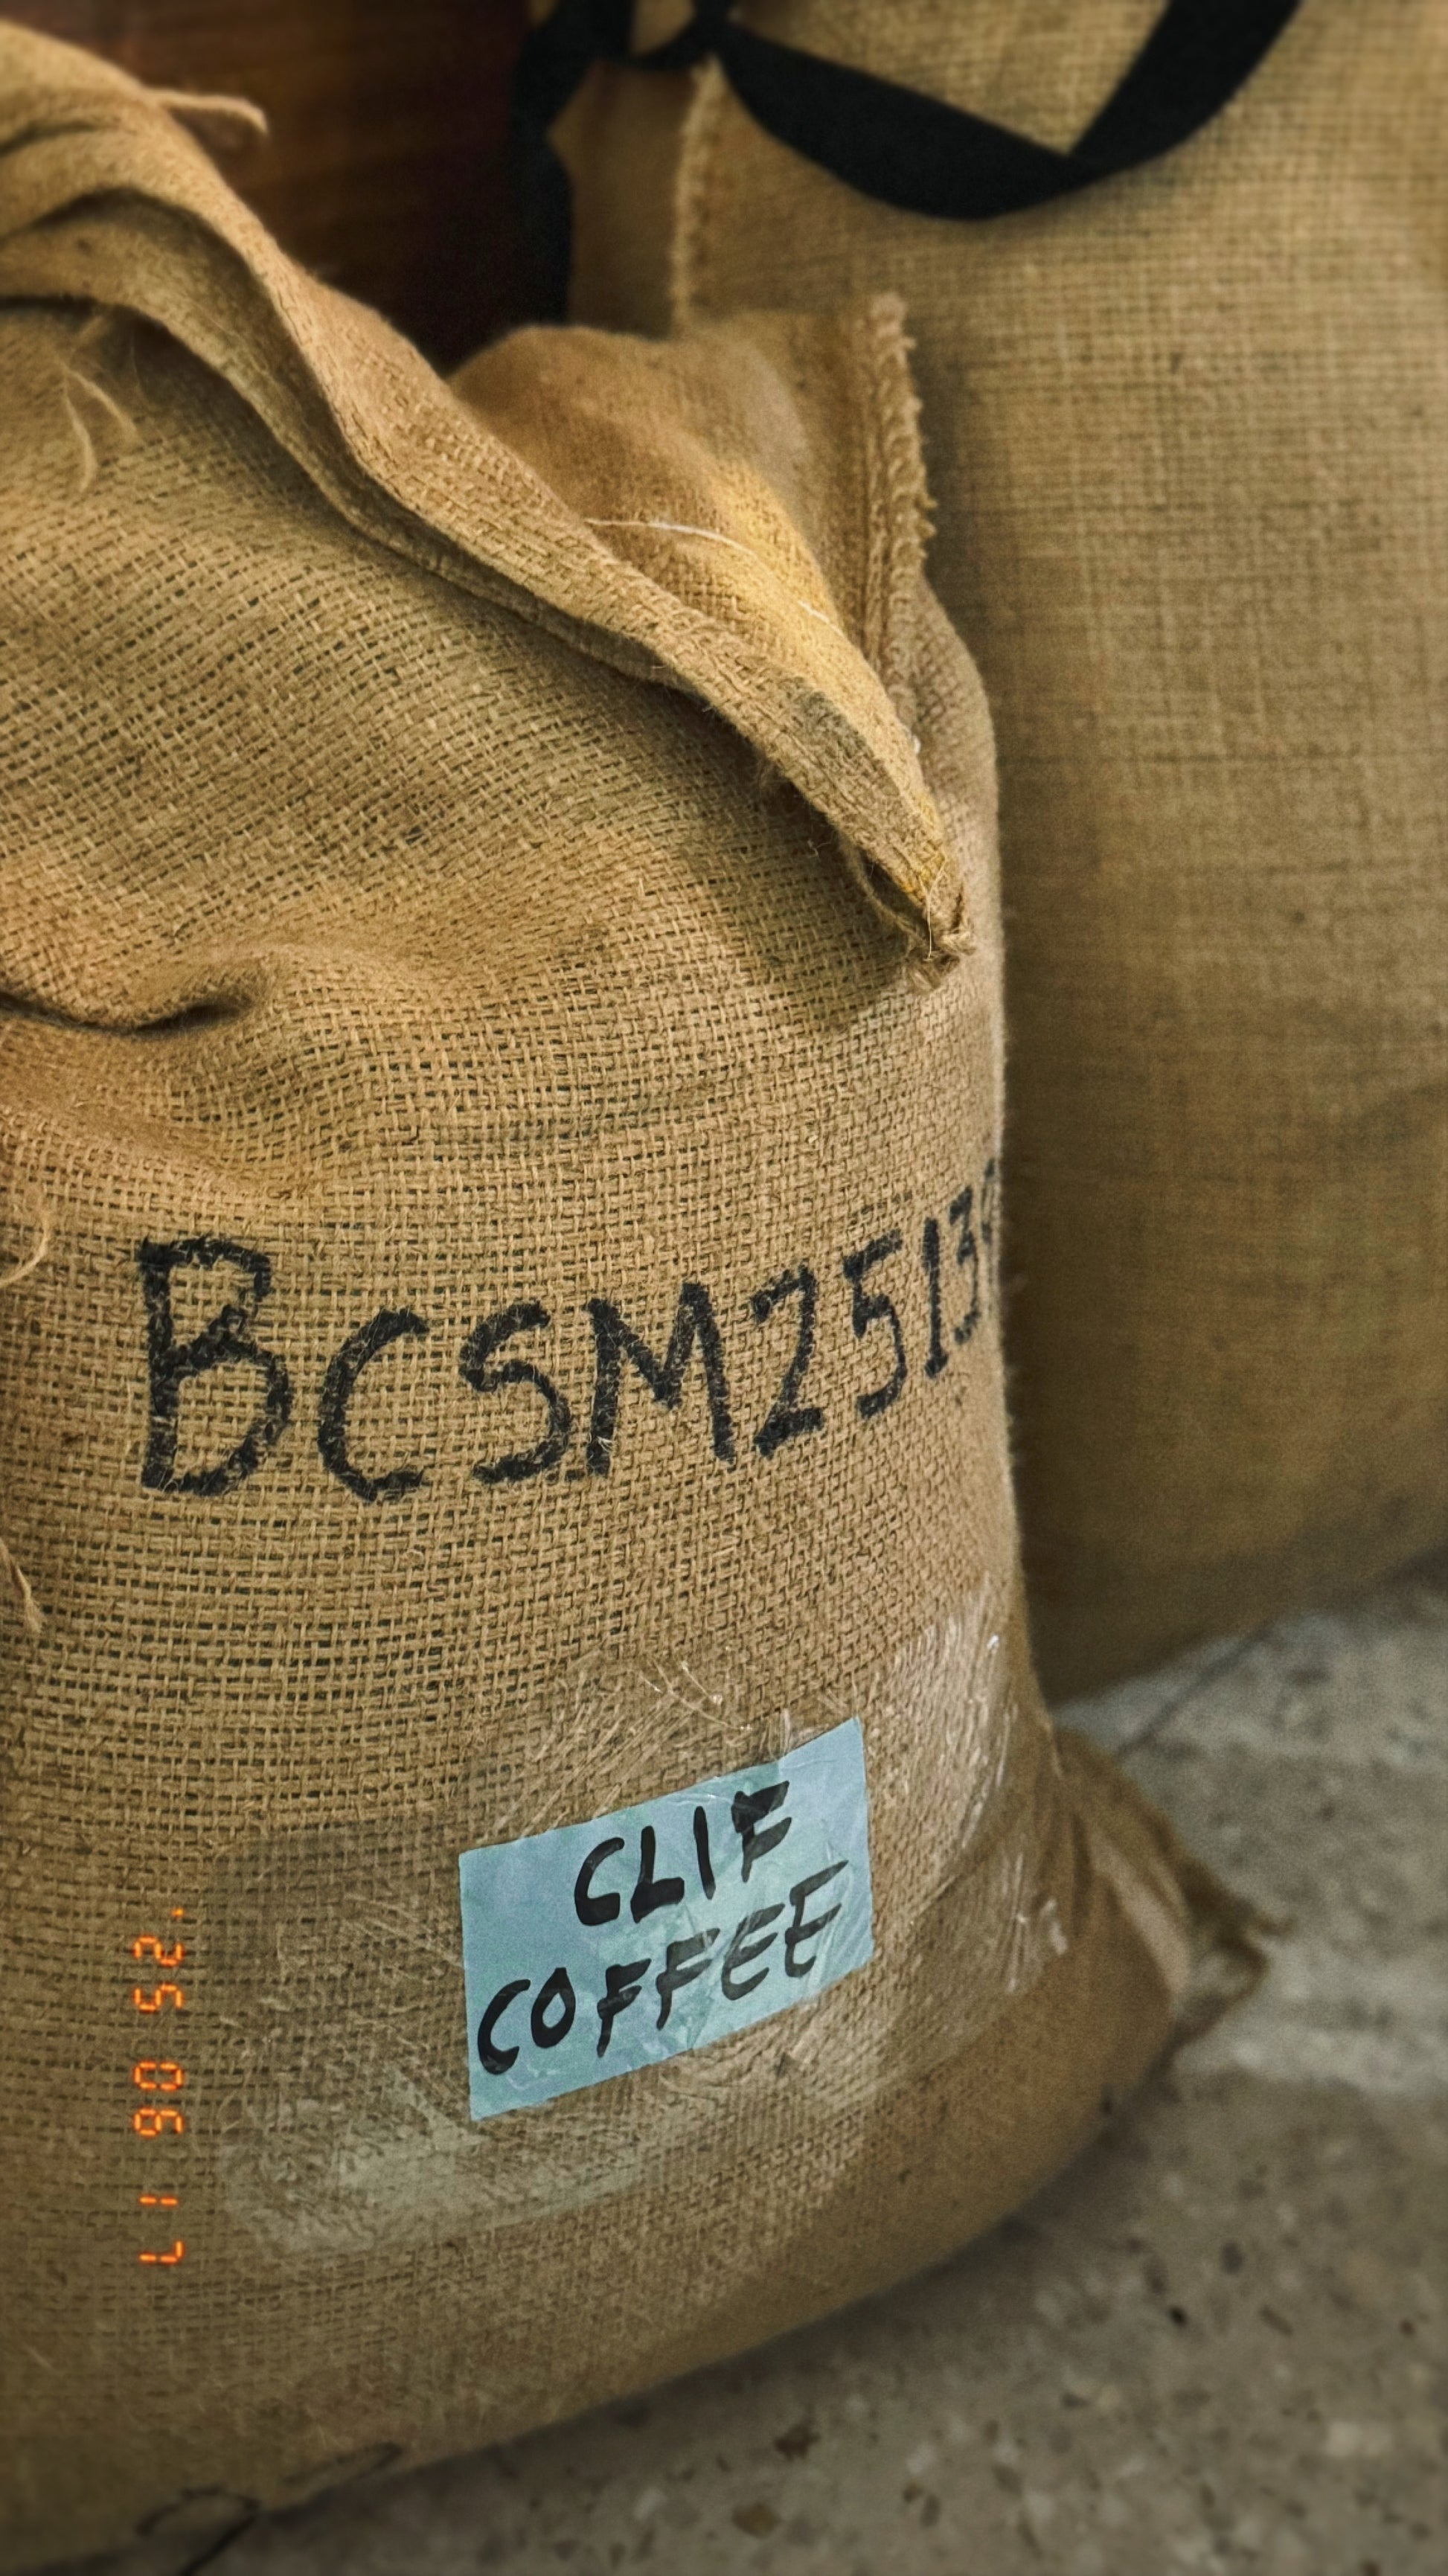 BCSM2513
CLIF
COFFEE
'25 06 17